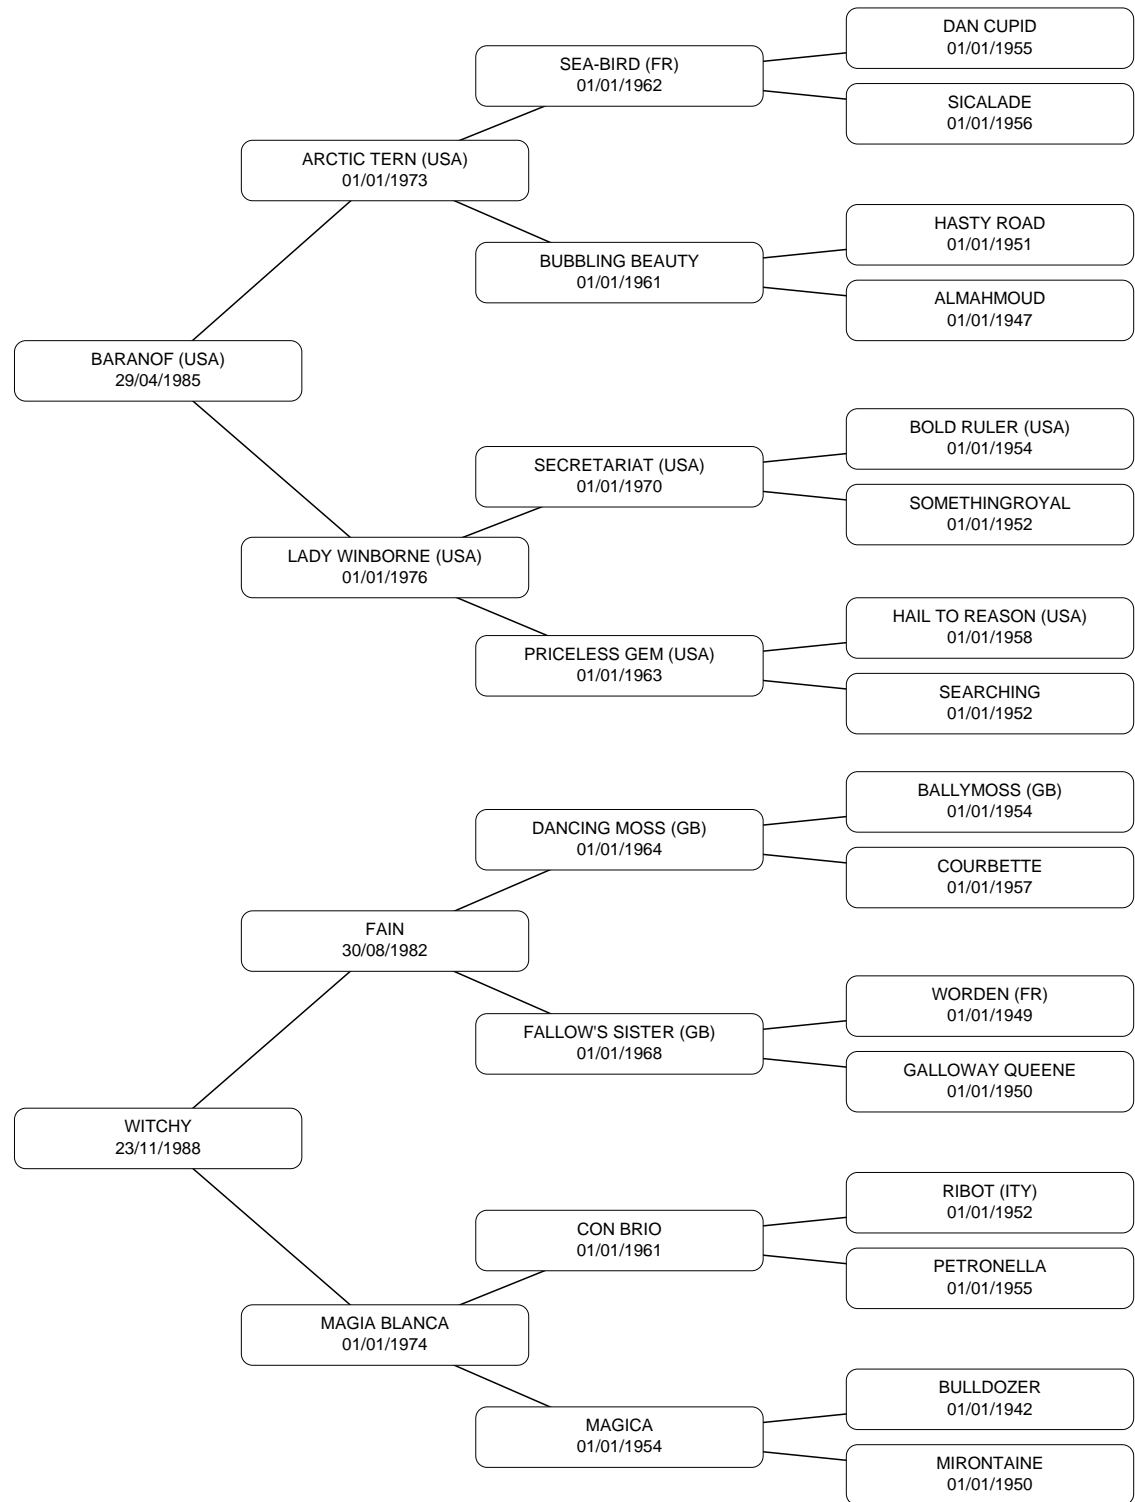 DAN CUPID
01/01/1955
SEA-BIRD (FR)
01/01/1962
SICALADE
01/01/1956
ARCTIC TERN (USA)
01/01/1973
HASTY ROAD
01/01/1951
BUBBLING BEAUTY
01/01/1961
ALMAHMOUD
01/01/1947
BARANOF (USA)
29/04/1985
BOLD RULER (USA)
01/01/1954
SECRETARIAT (USA)
01/01/1970
SOMETHINGROYAL
01/01/1952
LADY WINBORNE (USA)
01/01/1976
HAIL TO REASON (USA)
01/01/1958
PRICELESS GEM (USA)
01/01/1963
SEARCHING
01/01/1952
BALLYMOSS (GB)
01/01/1954
DANCING MOSS (GB)
01/01/1964
COURBETTE
01/01/1957
FAIN
30/08/1982
WORDEN (FR)
01/01/1949
FALLOW'S SISTER (GB)
01/01/1968
GALLOWAY QUEENE
01/01/1950
WITCHY
23/11/1988
RIBOT (ITY)
01/01/1952
CON BRIO
01/01/1961
PETRONELLA
01/01/1955
MAGIA BLANCA
01/01/1974
BULLDOZER
01/01/1942
MAGICA
01/01/1954
MIRONTAINE
01/01/1950